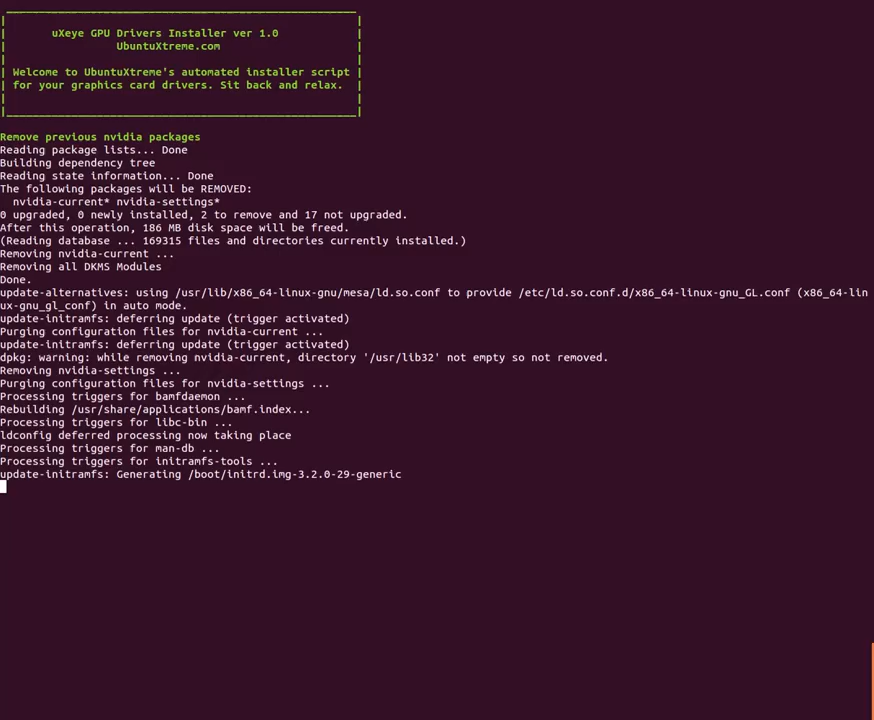 uXeye GPU Drivers Installer ver 1.0
UbuntuXtreme.com
Welcome to UbuntuXtreme's automated installer script
for your graphics card drivers. Sit back and relax.
Remove previous nvidia packages
Reading package lists... Done
Building dependency tree
Reading state information... Done
The following packages will be REMOVED:
nvidia-current* nvidia-settings*
0 upgraded, 0 newly installed, 2 to remove and 17 not upgraded.
After this operation, 186 MB disk space will be freed.
(Reading database ... 169315 files and directories currently installed.)
Removing nvidia-current ...
Removing all DKMS Modules
Done.
update-alternatives: using /usr/lib/x86_64-linux-gnu/mesa/ld.so.conf to provide /etc/ld.so.conf.d/x86_64-linux-gnu_GL.conf (x86_64-lin
ux-gnu_gl_conf) in auto mode.
update-initramfs: deferring update (trigger activated)
Purging configuration files for nvidia-current ...
update-initramfs: deferring update (trigger activated)
dpkg: warning: while removing nvidia-current, directory '/usr/lib32' not empty so not removed.
Removing nvidia-settings ...
Purging configuration files for nvidia-settings ...
Processing triggers for bamfdaemon ...
Rebuilding /usr/share/applications/bamf.index...
Processing triggers for libc-bin ...
ldconfig deferred processing now taking place
Processing triggers for man-db ...
Processing triggers for initramfs-tools ...
update-initramfs: Generating /boot/initrd.img-3.2.0-29-generic